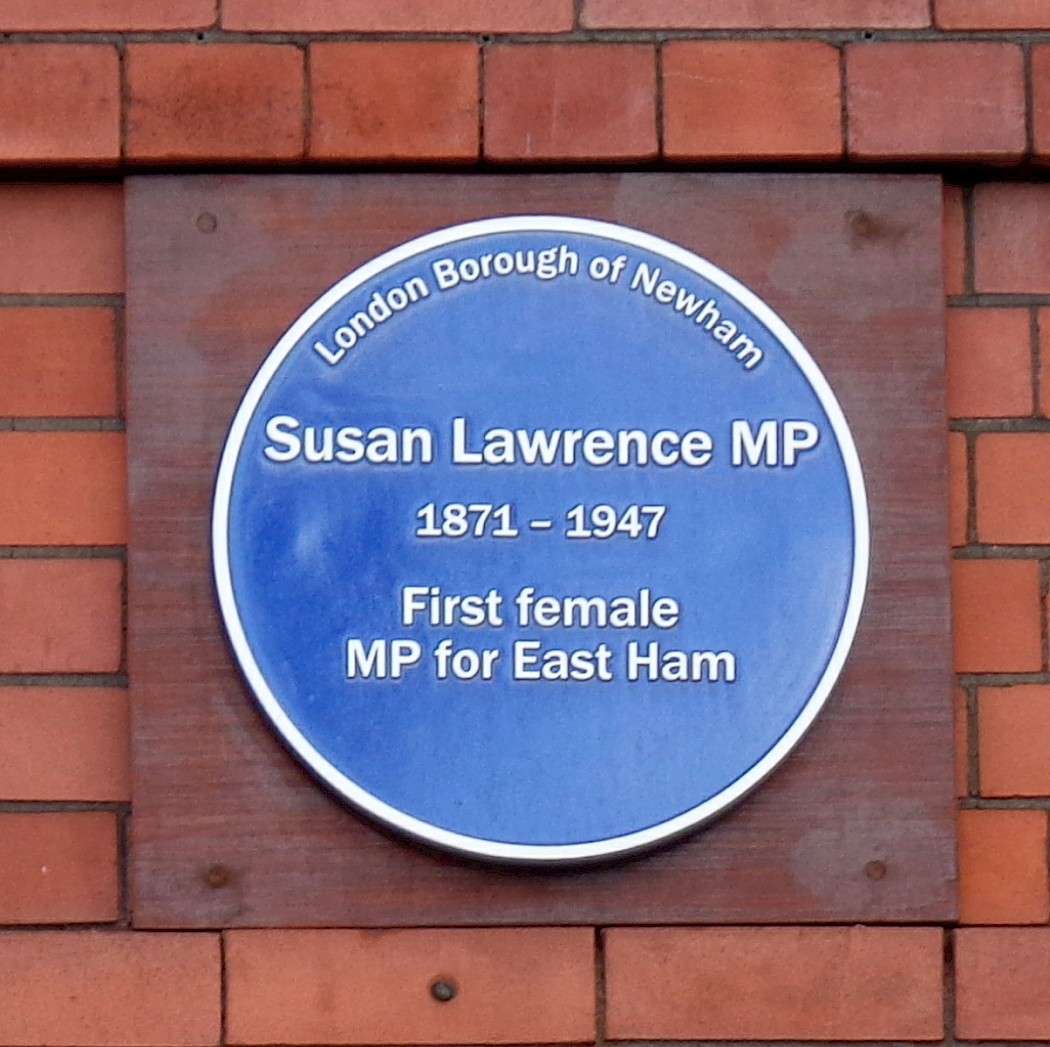 London Borough of Newham
Susan Lawrence MP
1871 – 1947
First female
MP for East Ham